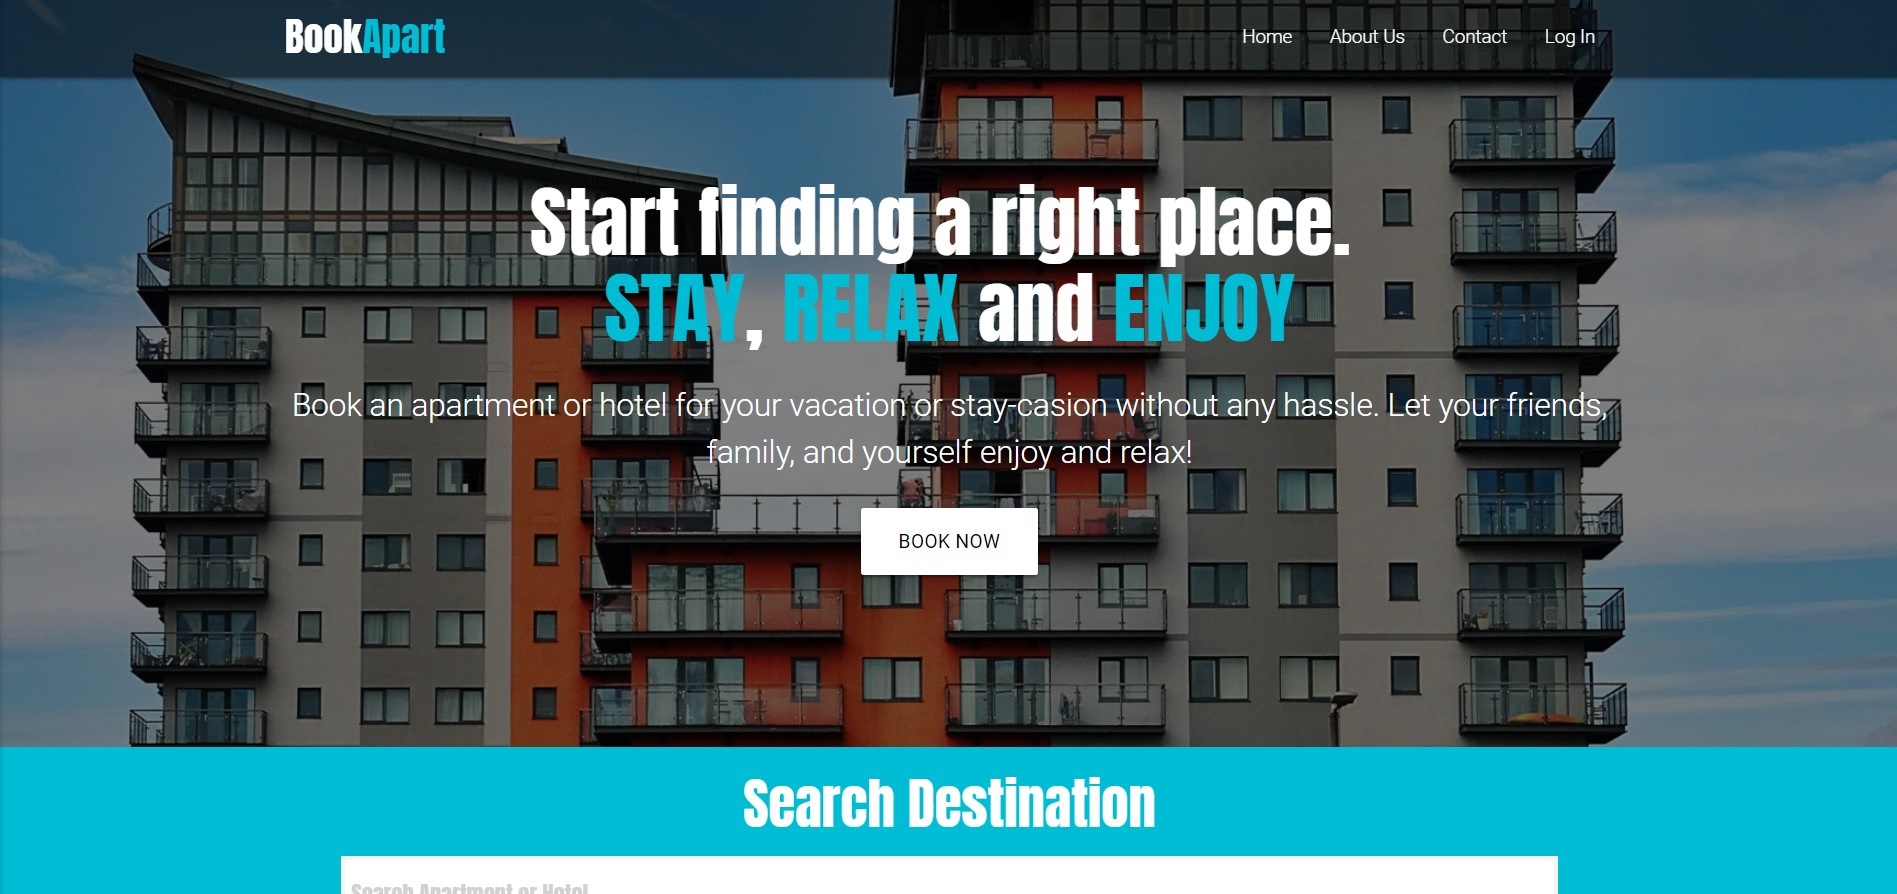 BookApart
Home
About Us
Contact
Log In
Start finding a right place.
STAY, RELAX and ENJOY
Book an apartment or hotel for your vacation or stay-casion without any hassle. Let your friends,
family, and yourself enjoy and relax!
BOOK NOW
Search Destination
Search Apartment or Hotel